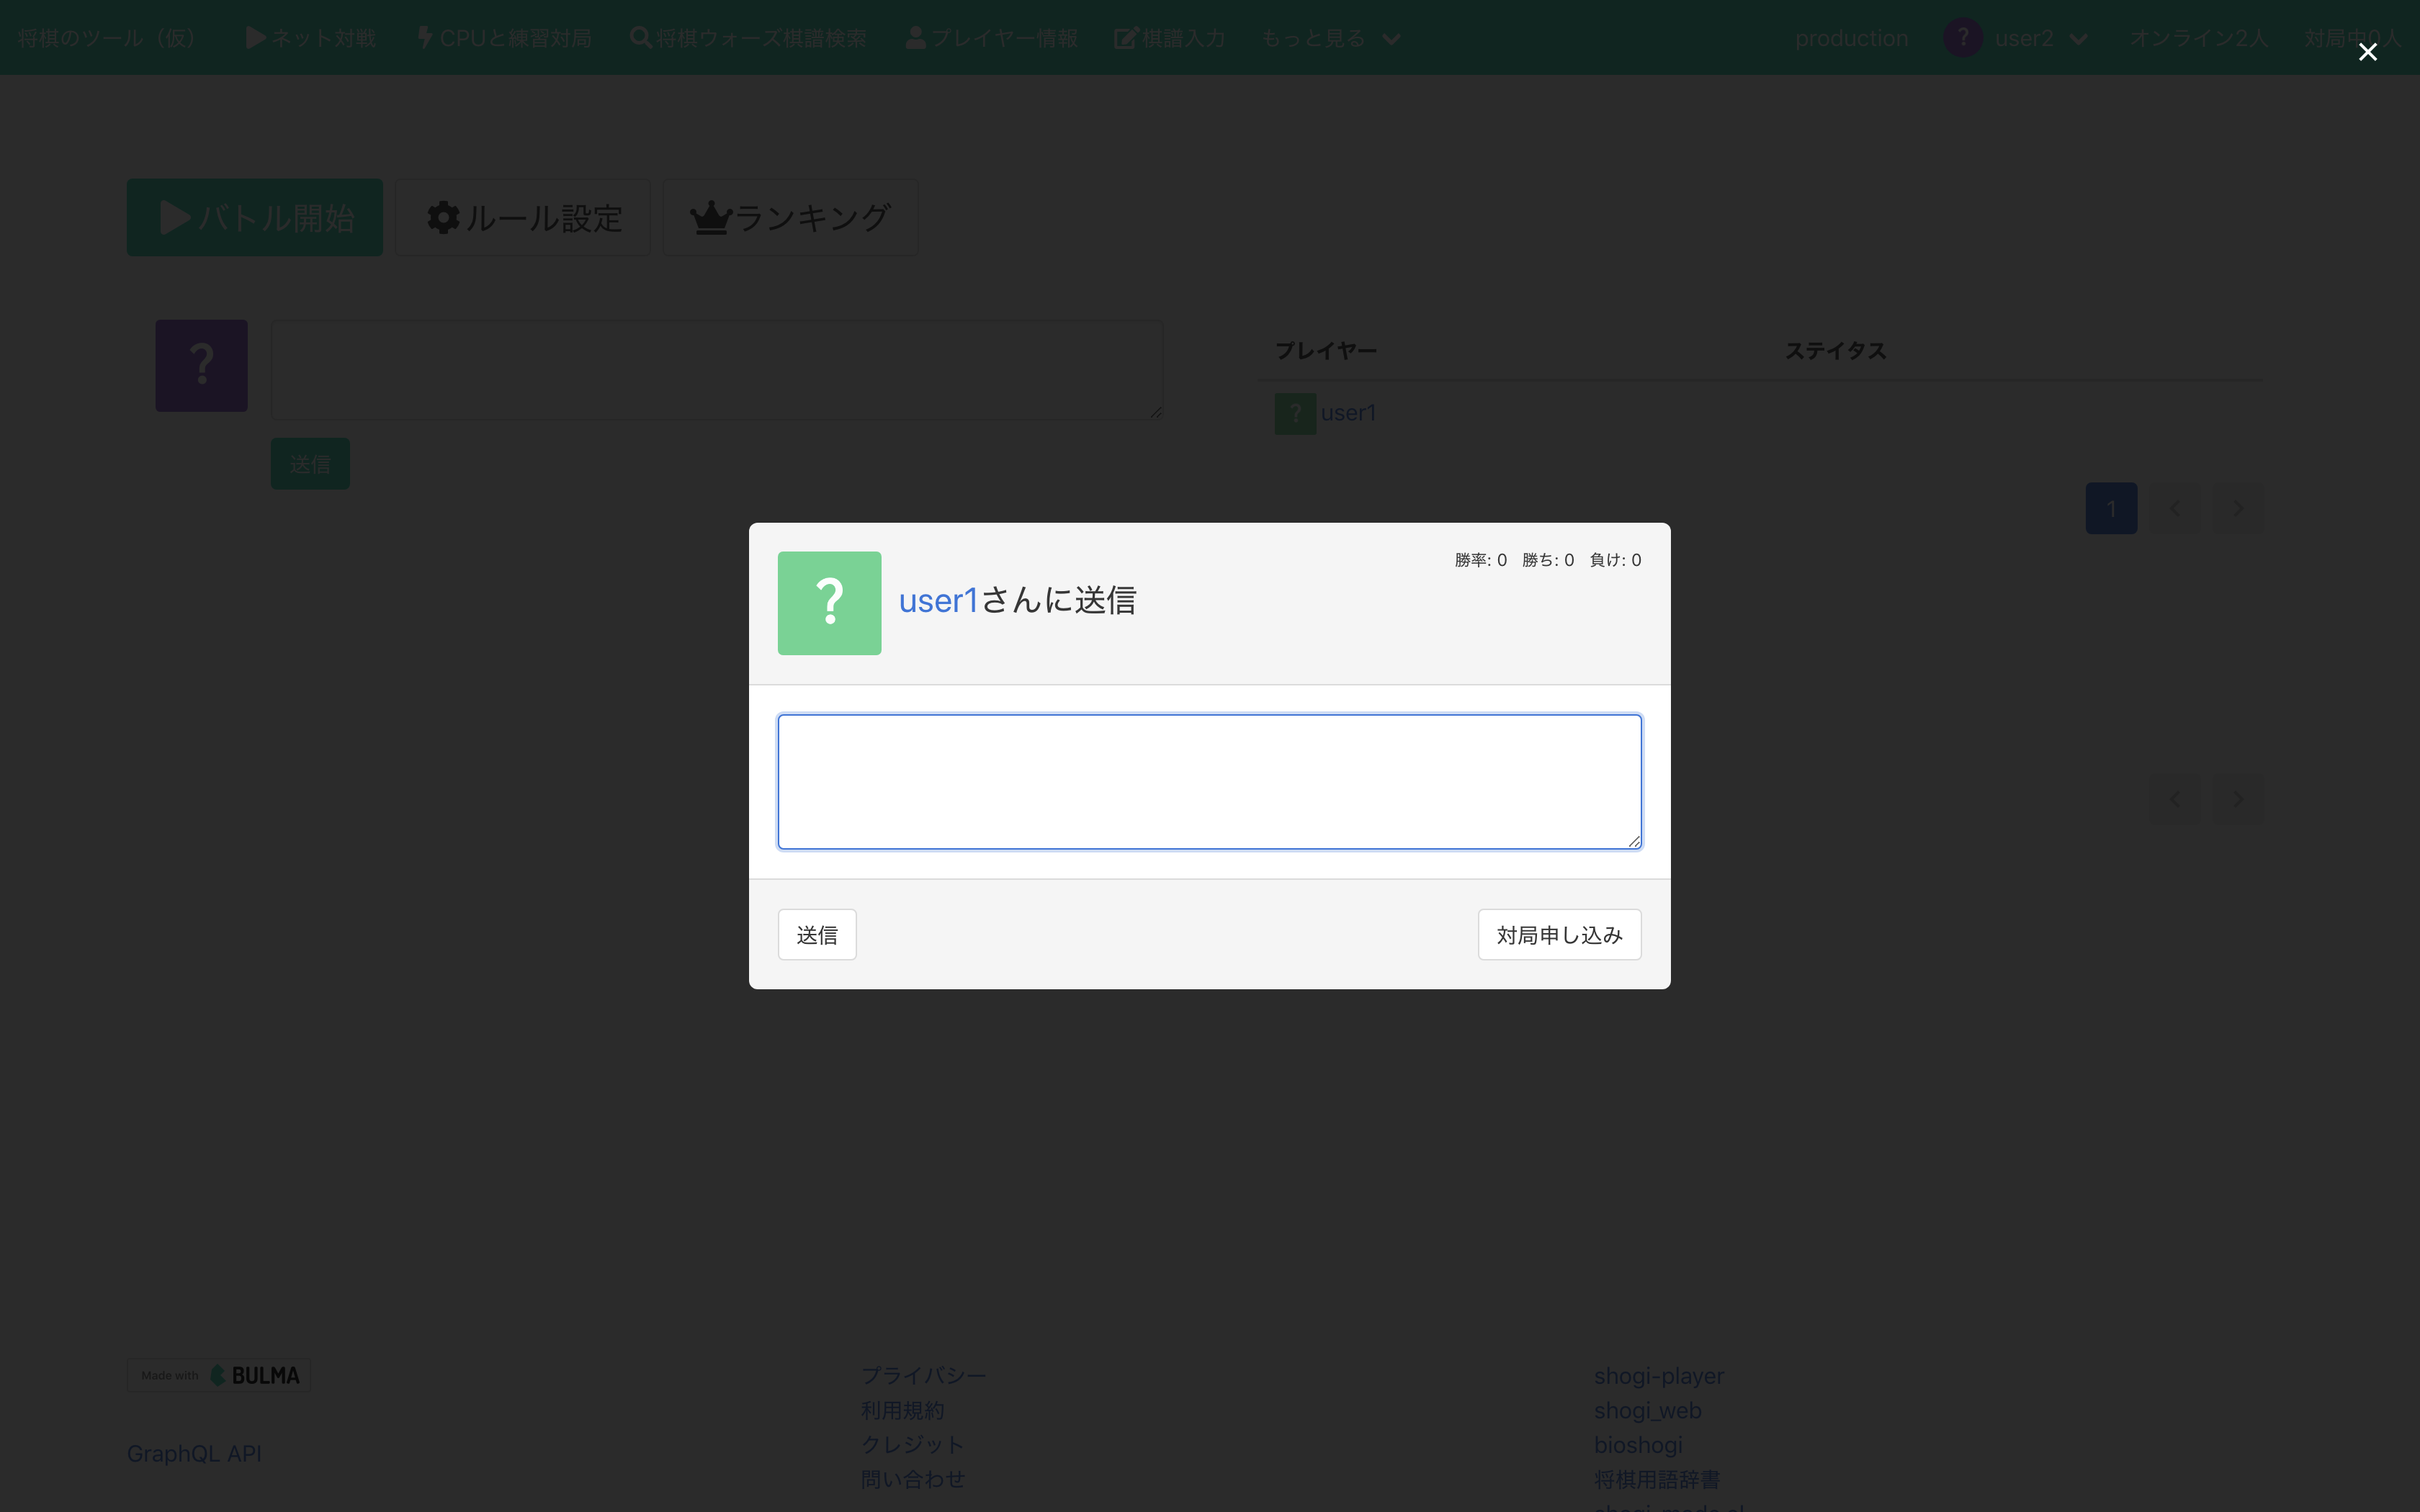 将棋のツール（仮） ネット対戦 CPUと練習対局 将棋ウォーズ棋譜検索 プレイヤー情報 棋譜入力 もっと見る production ? user2 オンライン2人 対局中0人
バトル開始 ルール設定 ランキング
?
プレイヤー ステイタス
? user1
送信
1
勝率: 0 勝ち: 0 負け: 0
? user1さんに送信
送信 対局申し込み
Made with BULMA
GraphQL API
プライバシー
利用規約
クレジット
問い合わせ
shogi-player
shogi_web
bioshogi
将棋用語辞書